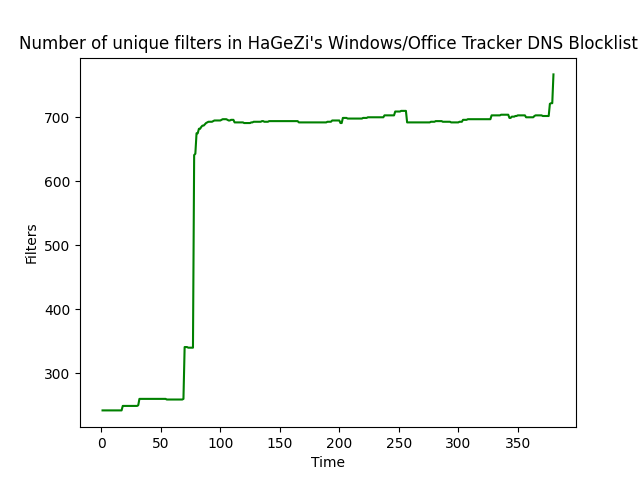 Number of unique filters in HaGeZi's Windows/Office Tracker DNS Blocklist
700
600
500
400
300
Filters
0 50 100 150 200 250 300 350
Time